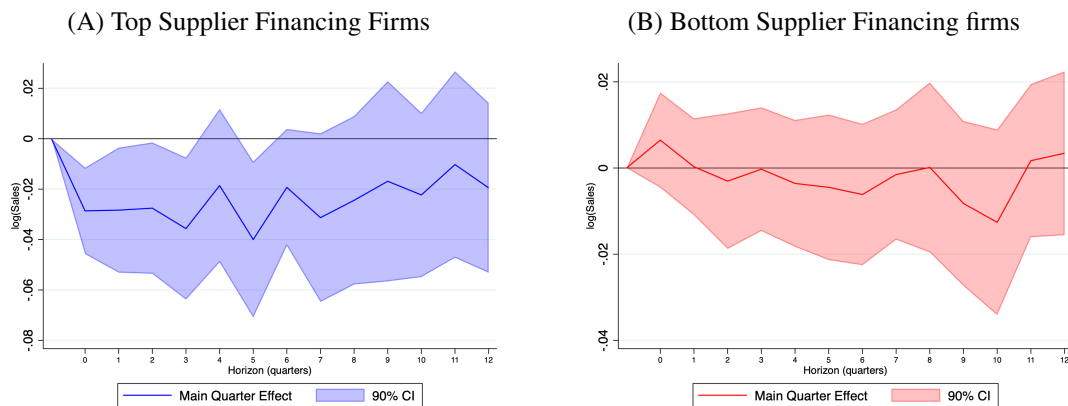 (A) Top Supplier Financing Firms
.02
0
-.02
-.04
-.06
-.08
log(Sales)
0 1 2 3 4 5 6 7 8 9 10 11 12
Horizon (quarters)
Main Quarter Effect 90% CI
(B) Bottom Supplier Financing firms
.02
0
-.02
-.04
log(Sales)
0 1 2 3 4 5 6 7 8 9 10 11 12
Horizon (quarters)
Main Quarter Effect 90% CI